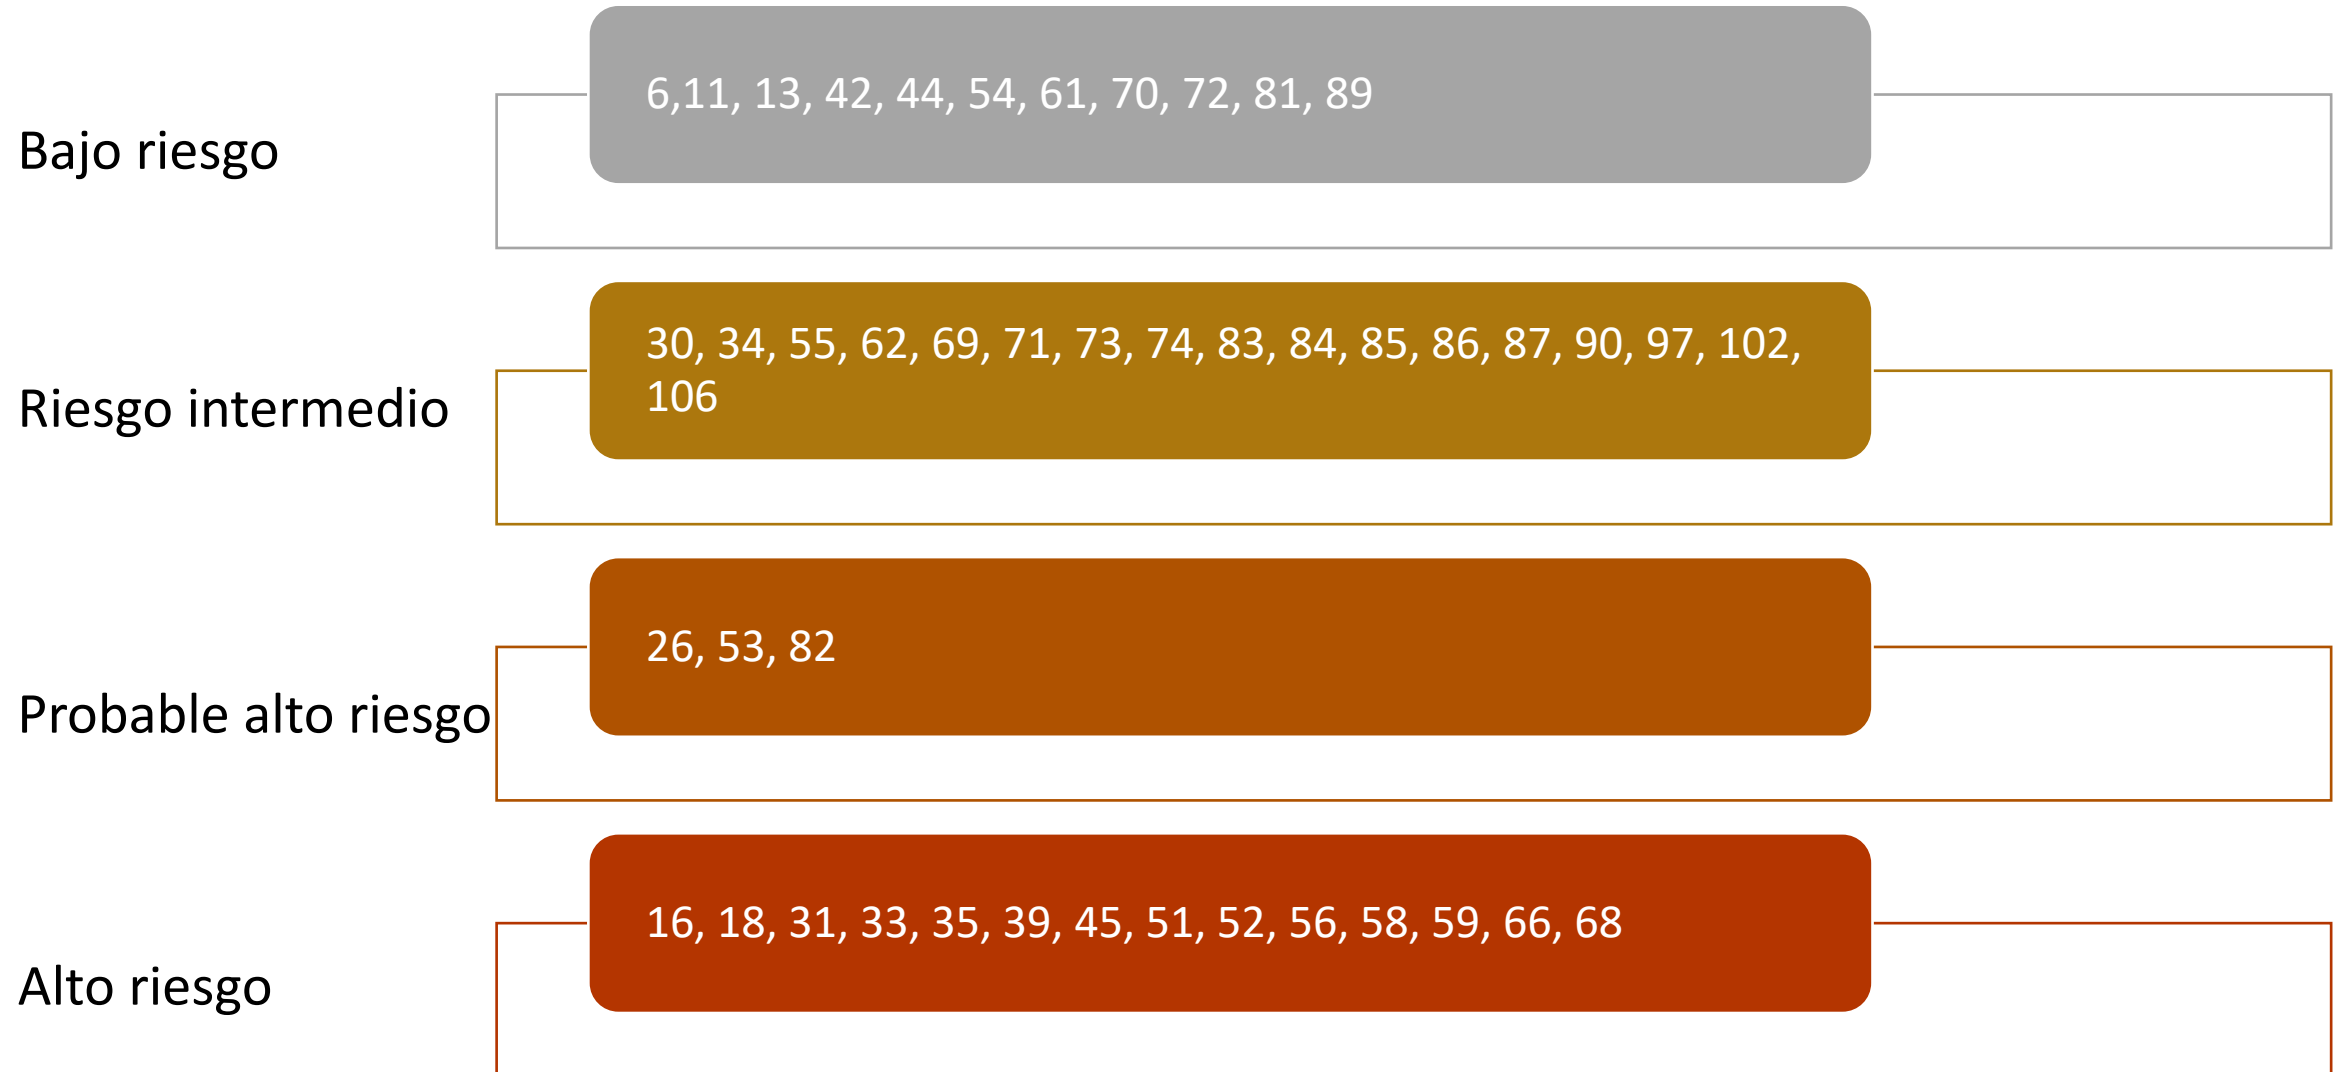 Bajo riesgo
6,11, 13, 42, 44, 54, 61, 70, 72, 81, 89
Riesgo intermedio
30, 34, 55, 62, 69, 71, 73, 74, 83, 84, 85, 86, 87, 90, 97, 102,
106
Probable alto riesgo
26, 53, 82
Alto riesgo
16, 18, 31, 33, 35, 39, 45, 51, 52, 56, 58, 59, 66, 68